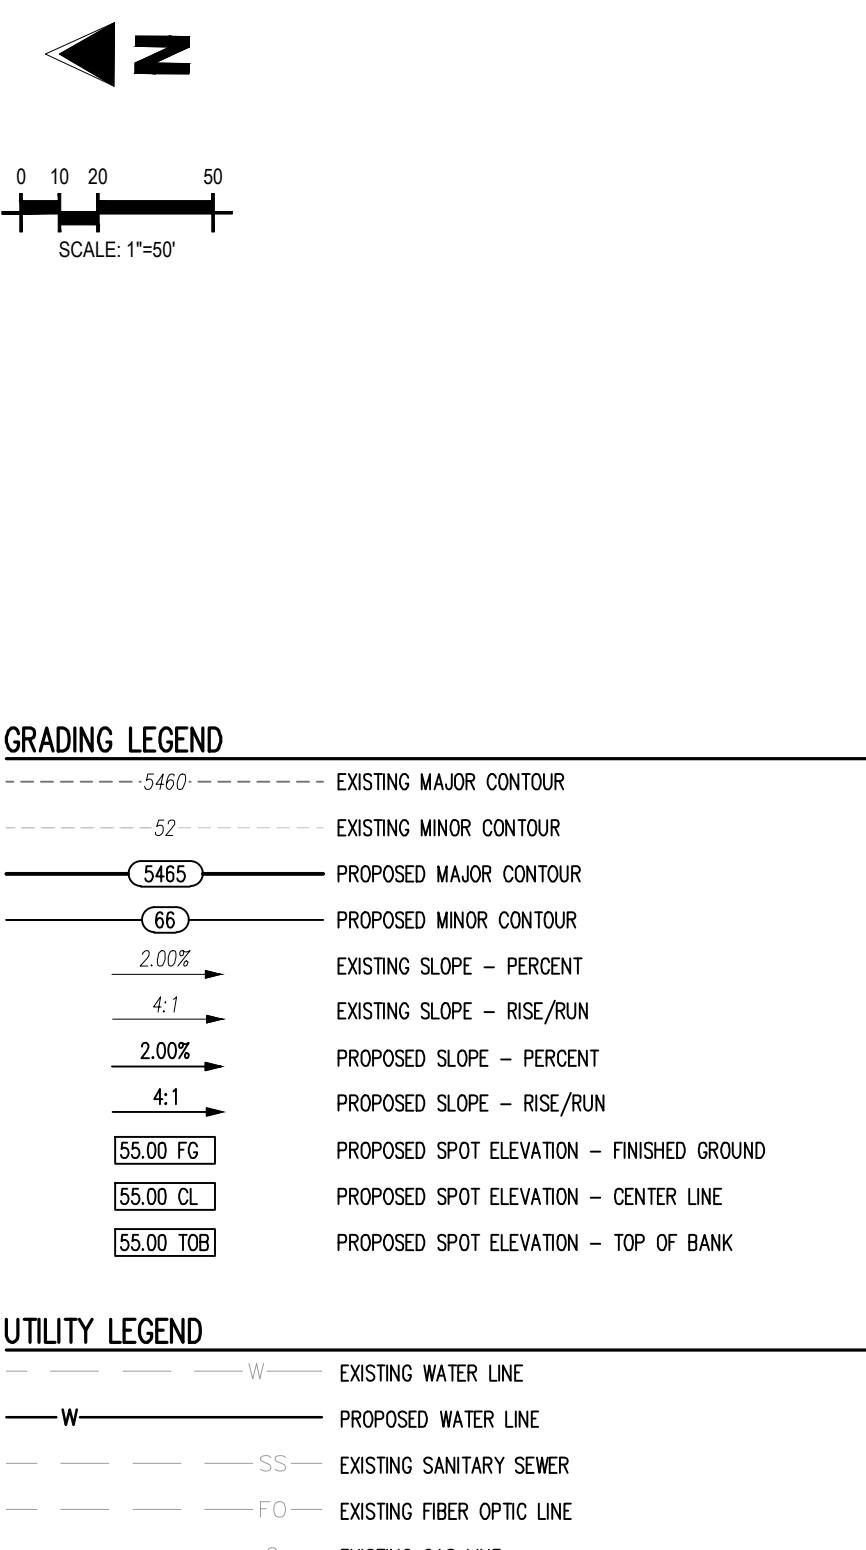 N
0 10 20 50
SCALE: 1"=50'
GRADING LEGEND
5460 EXISTING MAJOR CONTOUR
52 EXISTING MINOR CONTOUR
5465 PROPOSED MAJOR CONTOUR
66 PROPOSED MINOR CONTOUR
2.00% EXISTING SLOPE – PERCENT
4:1 EXISTING SLOPE – RISE/RUN
2.00% PROPOSED SLOPE – PERCENT
4:1 PROPOSED SLOPE – RISE/RUN
55.00 FG PROPOSED SPOT ELEVATION – FINISHED GROUND
55.00 CL PROPOSED SPOT ELEVATION – CENTER LINE
55.00 TOB PROPOSED SPOT ELEVATION – TOP OF BANK
UTILITY LEGEND
W EXISTING WATER LINE
W PROPOSED WATER LINE
SS EXISTING SANITARY SEWER
FO EXISTING FIBER OPTIC LINE